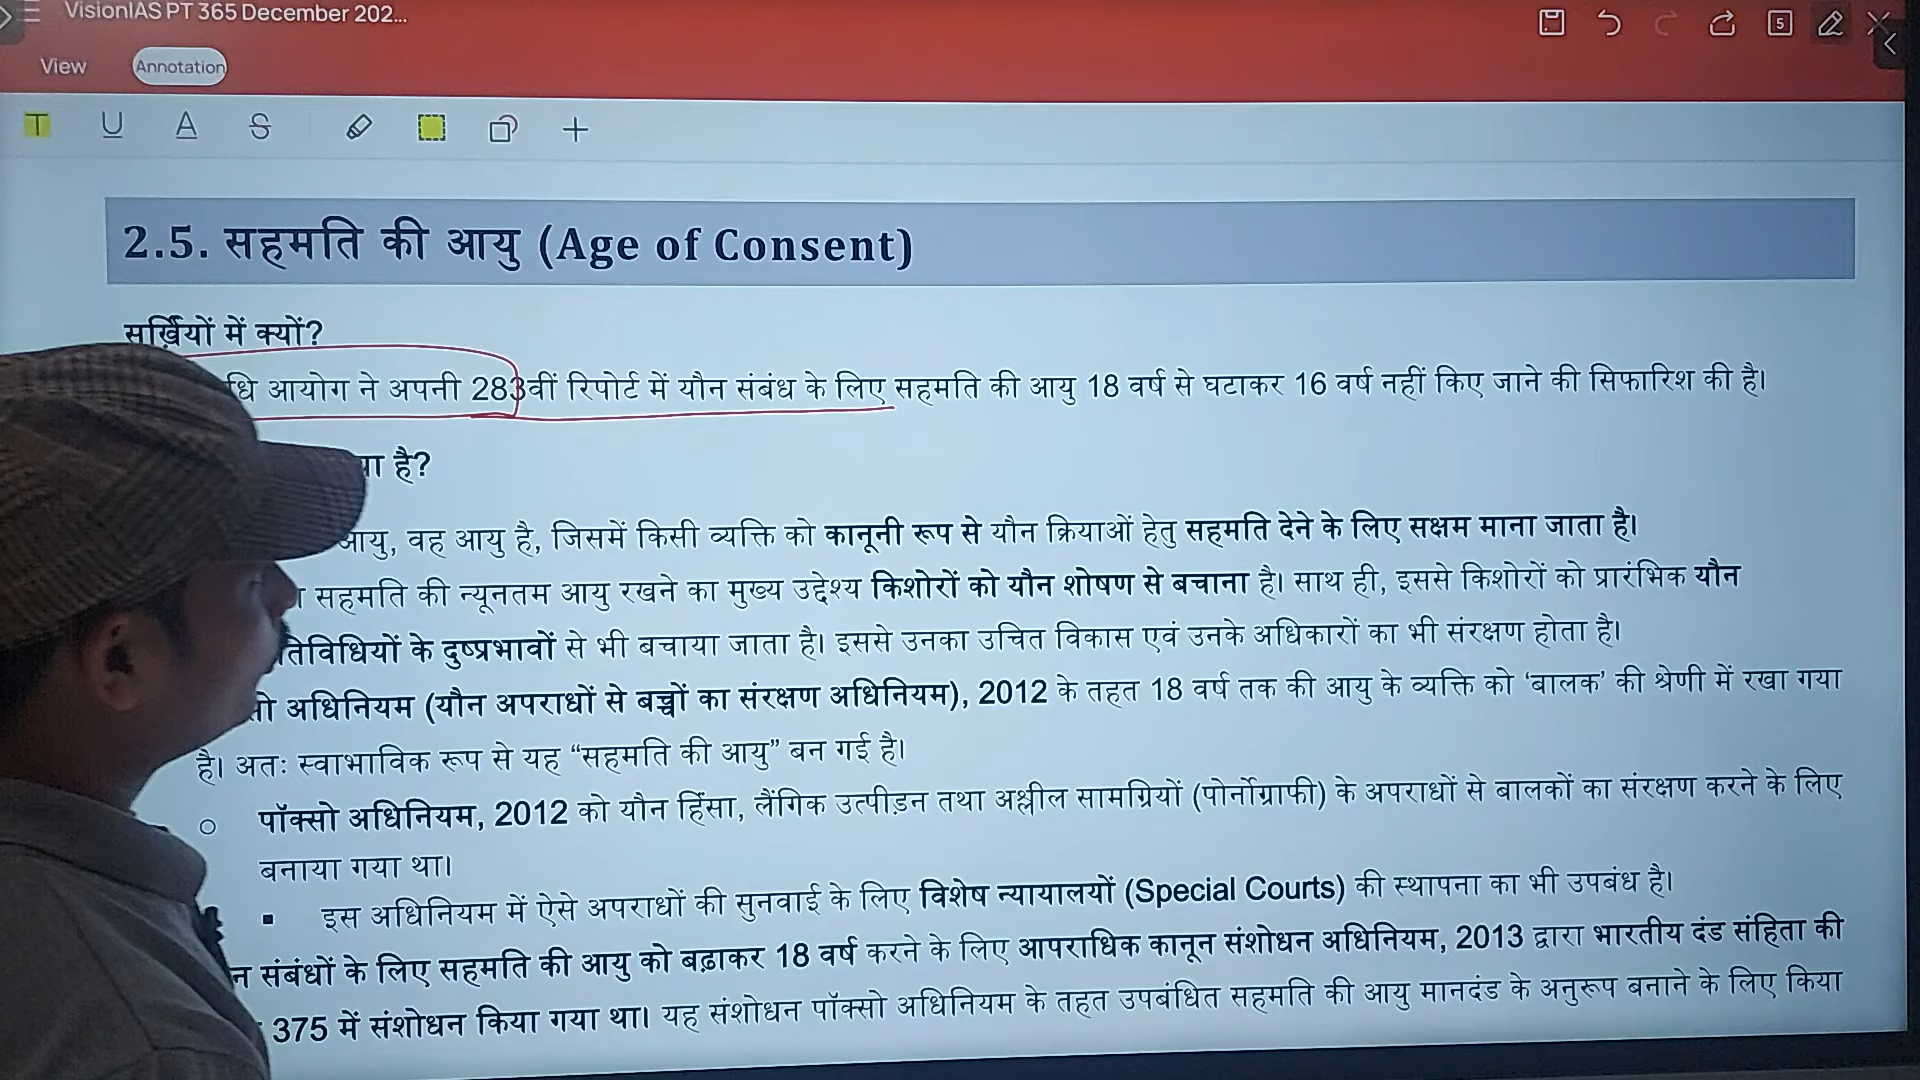 VisionIAS PT 365 December 202...
5
View
Annotation
T U A S
2.5. सहमति की आयु (Age of Consent)
सुर्ख़ियों में क्यों?
धि आयोग ने अपनी 283वीं रिपोर्ट में यौन संबंध के लिए सहमति की आयु 18 वर्ष से घटाकर 16 वर्ष नहीं किए जाने की सिफारिश की है।
या है?
आयु, वह आयु है, जिसमें किसी व्यक्ति को कानूनी रूप से यौन क्रियाओं हेतु सहमति देने के लिए सक्षम माना जाता है।
सहमति की न्यूनतम आयु रखने का मुख्य उद्देश्य किशोरों को यौन शोषण से बचाना है। साथ ही, इससे किशोरों को प्रारंभिक यौन
तिविधियों के दुष्प्रभावों से भी बचाया जाता है। इससे उनका उचित विकास एवं उनके अधिकारों का भी संरक्षण होता है।
सो अधिनियम (यौन अपराधों से बच्चों का संरक्षण अधिनियम), 2012 के तहत 18 वर्ष तक की आयु के व्यक्ति को ‘बालक’ की श्रेणी में रखा गया
है। अतः स्वाभाविक रूप से यह “सहमति की आयु” बन गई है।
○ पॉक्सो अधिनियम, 2012 को यौन हिंसा, लैंगिक उत्पीड़न तथा अश्लील सामग्रियों (पोर्नोग्राफी) के अपराधों से बालकों का संरक्षण करने के लिए
बनाया गया था।
▪ इस अधिनियम में ऐसे अपराधों की सुनवाई के लिए विशेष न्यायालयों (Special Courts) की स्थापना का भी उपबंध है।
न संबंधों के लिए सहमति की आयु को बढ़ाकर 18 वर्ष करने के लिए आपराधिक कानून संशोधन अधिनियम, 2013 द्वारा भारतीय दंड संहिता की
375 में संशोधन किया गया था। यह संशोधन पॉक्सो अधिनियम के तहत उपबंधित सहमति की आयु मानदंड के अनुरूप बनाने के लिए किया